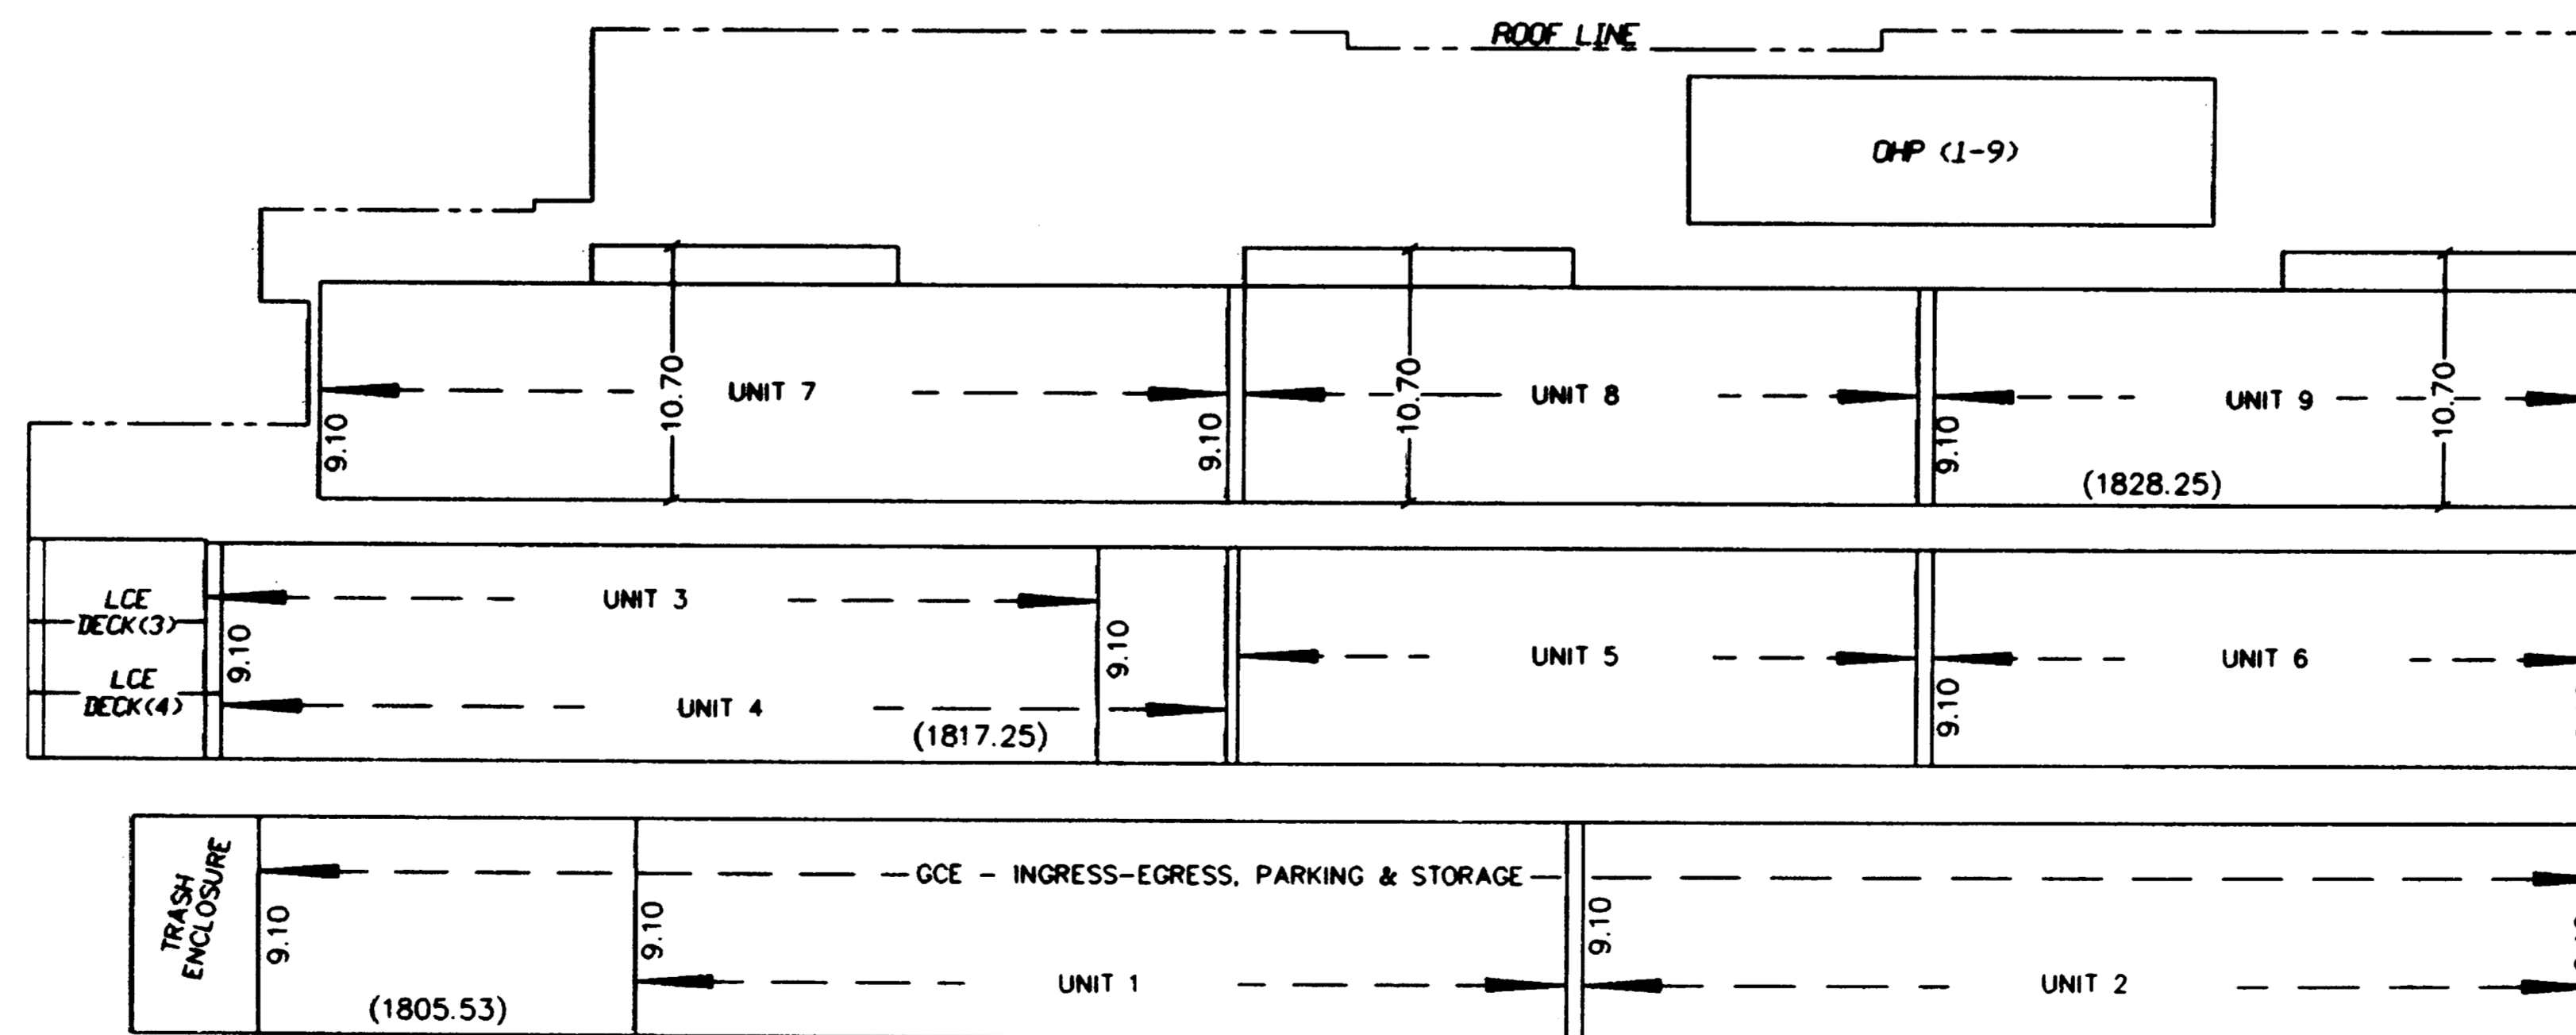 ROOF LINE
OHP (1-9)
UNIT 7
UNIT 8
UNIT 9
10.70
10.70
10.70
9.10
9.10
9.10
(1828.25)
LCE
DECK(3)
LCE
DECK(4)
UNIT 3
UNIT 4
9.10
9.10
(1817.25)
UNIT 5
UNIT 6
9.10
TRASH
ENCLOSURE
GCE - INGRESS-EGRESS, PARKING & STORAGE
9.10
9.10
9.10
UNIT 1
UNIT 2
(1805.53)